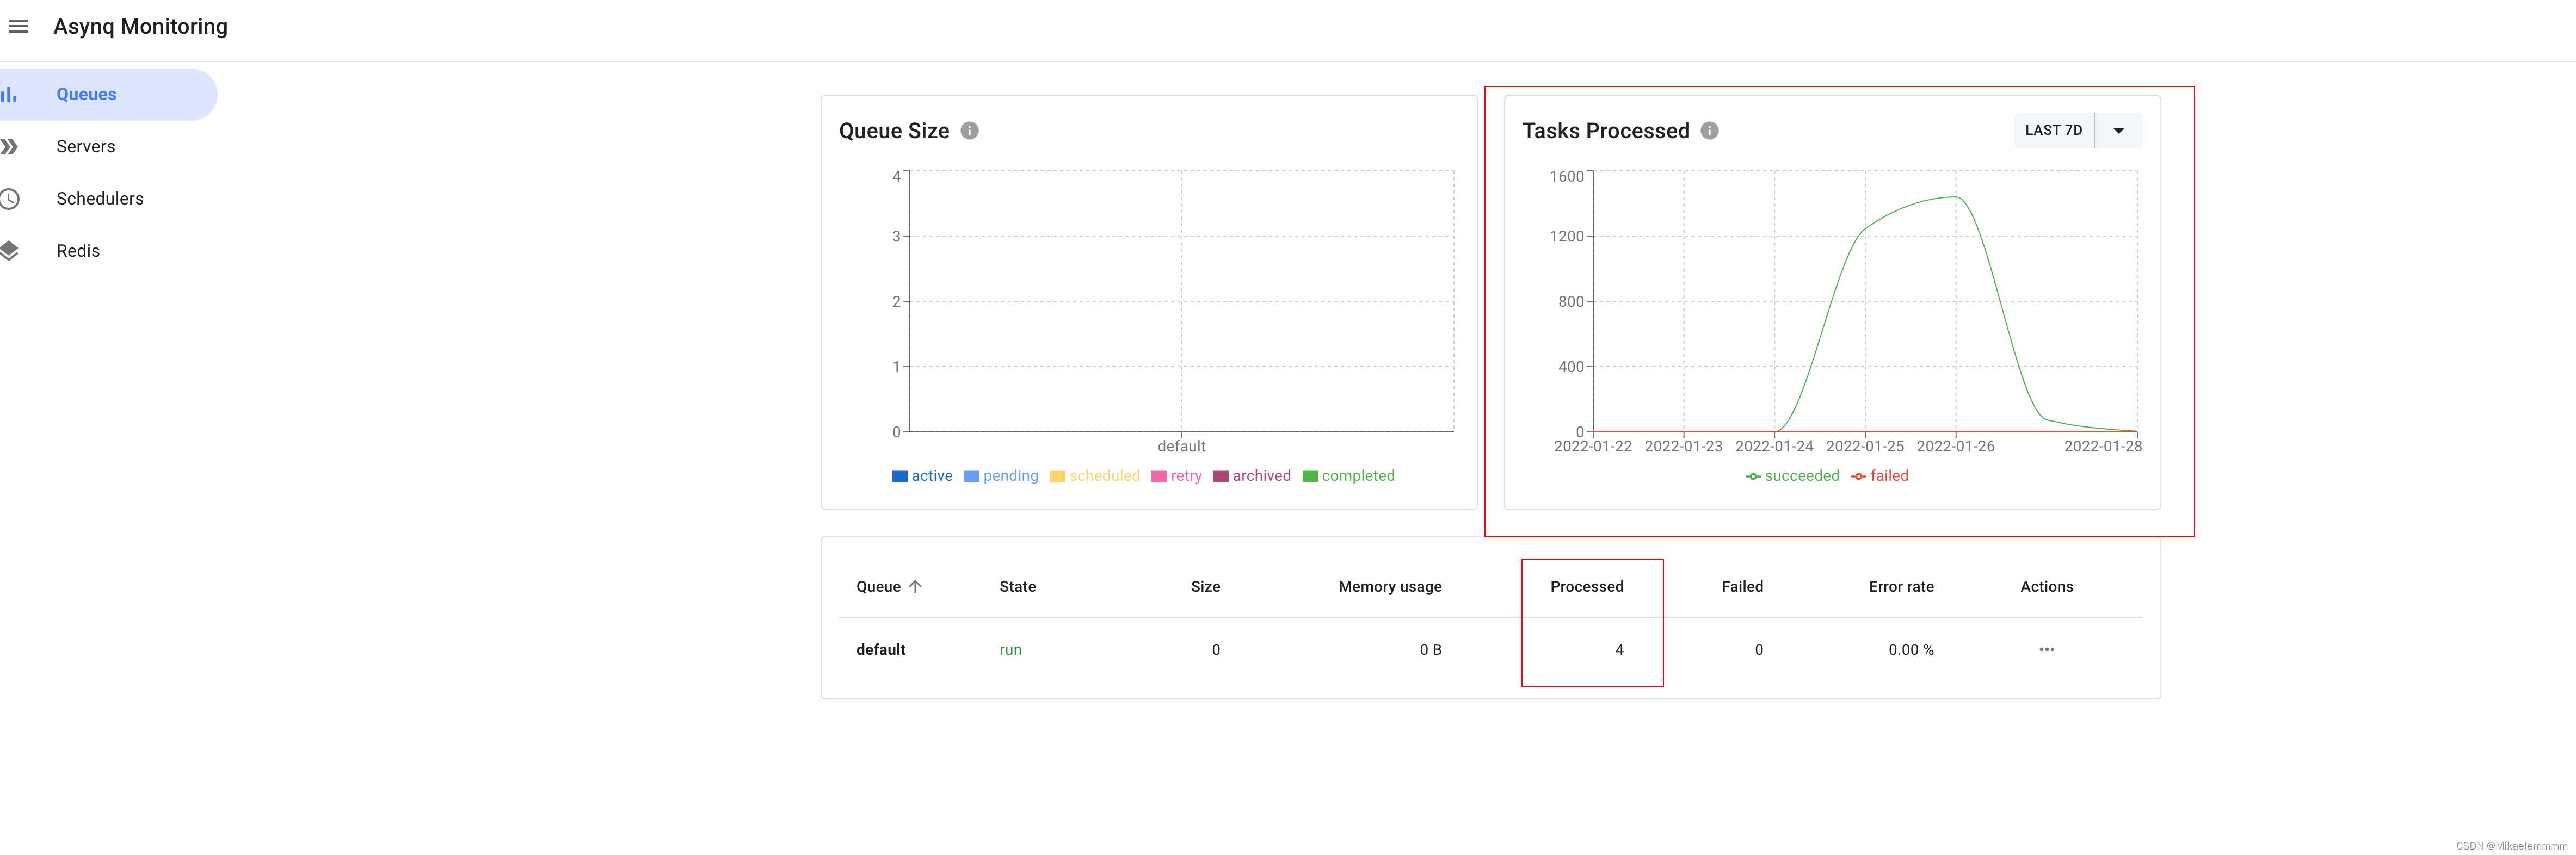 Asynq Monitoring
Queues
Servers
Schedulers
Redis
Queue Size
4
3
2
1
0
default
active pending scheduled retry archived completed
Tasks Processed
LAST 7D
1600
1200
800
400
0
2022-01-22 2022-01-23 2022-01-24 2022-01-25 2022-01-26 2022-01-28
succeeded failed
Queue State Size Memory usage Processed Failed Error rate Actions
default run 0 0 B 4 0 0.00 % ...
CSDN @Mikaelemmmm